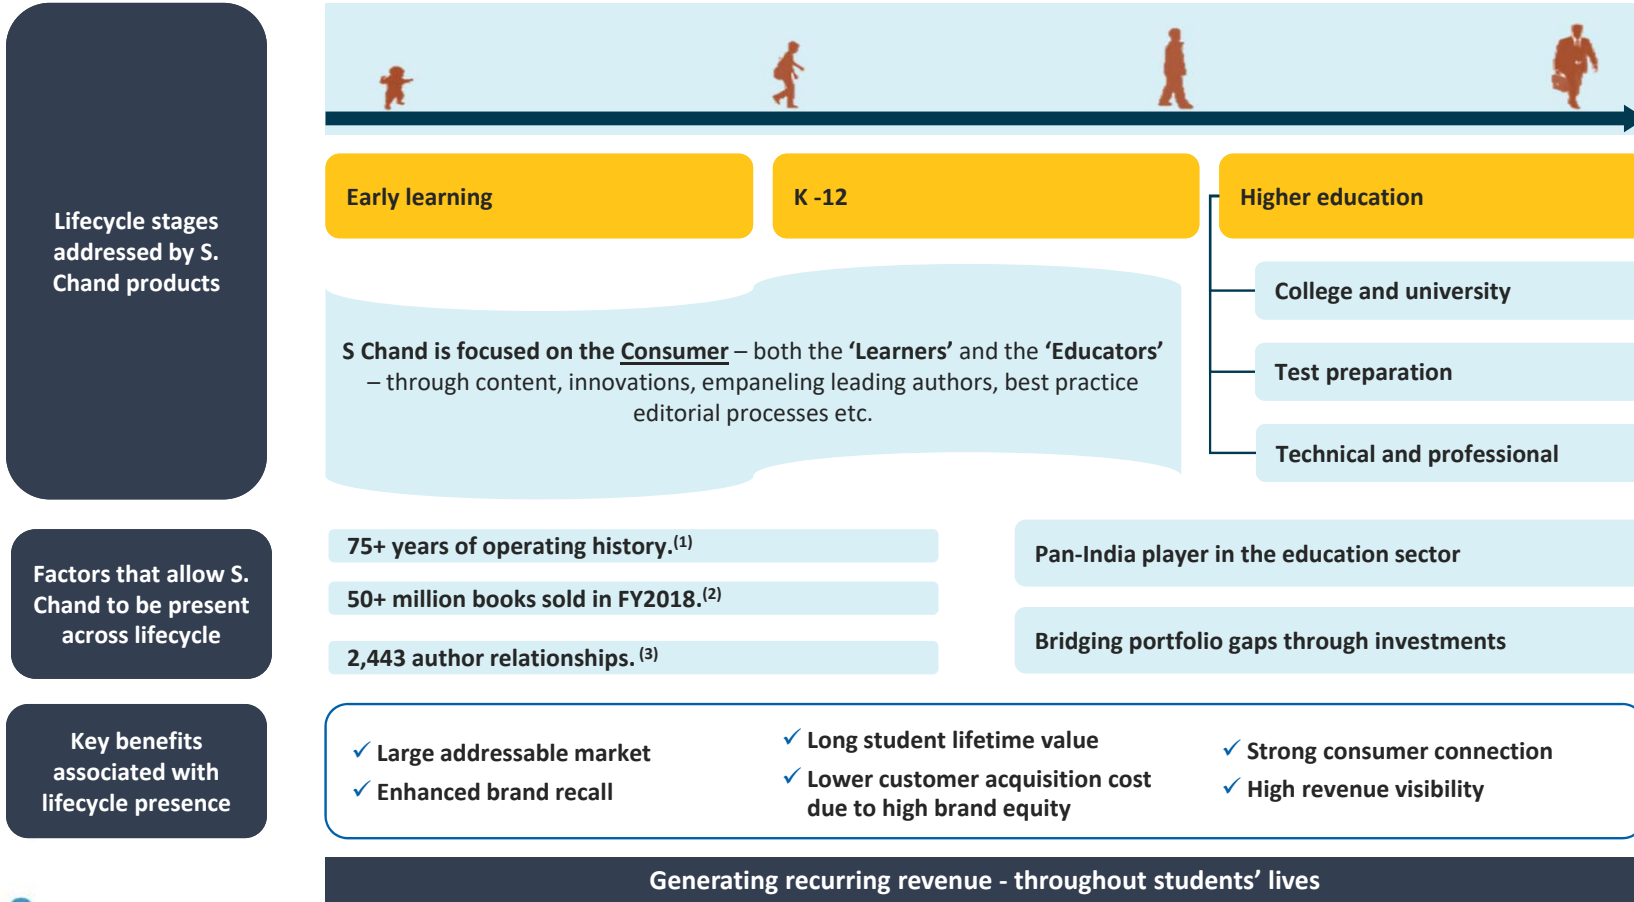 Lifecycle stages
addressed by S.
Chand products
Early learning
K -12
Higher education
College and university
Test preparation
Technical and professional
S Chand is focused on the Consumer – both the ‘Learners’ and the ‘Educators’
– through content, innovations, empaneling leading authors, best practice
editorial processes etc.
Factors that allow S.
Chand to be present
across lifecycle
75+ years of operating history.(1)
50+ million books sold in FY2018.(2)
2,443 author relationships. (3)
Pan-India player in the education sector
Bridging portfolio gaps through investments
Key benefits
associated with
lifecycle presence
✓ Large addressable market
✓ Enhanced brand recall
✓ Long student lifetime value
✓ Lower customer acquisition cost
due to high brand equity
✓ Strong consumer connection
✓ High revenue visibility
Generating recurring revenue - throughout students’ lives